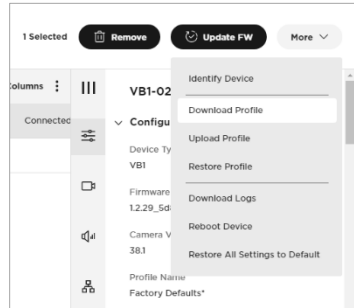 1 Selected
Remove
Update FW
More
Columns
VB1-02
Identify Device
Connected
Configu
Download Profile
Upload Profile
Device Ty
VB1
Restore Profile
Firmware
1.2.29_5d
Download Logs
Camera V
38.1
Reboot Device
Restore All Settings to Default
Profile Name
Factory Defaults*